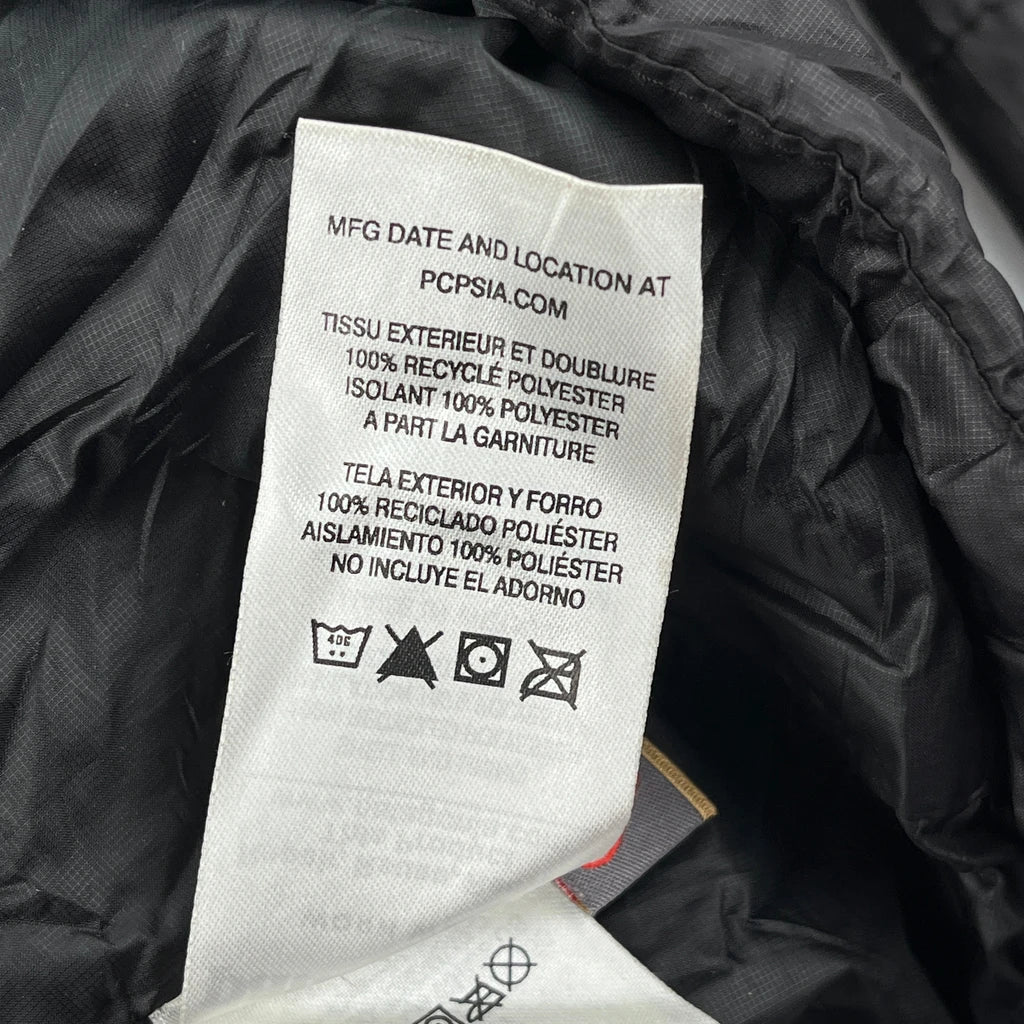 MFG DATE AND LOCATION AT
PCPSIA.COM
TISSU EXTERIEUR ET DOUBLURE
100% RECYCLÉ POLYESTER
ISOLANT 100% POLYESTER
A PART LA GARNITURE
TELA EXTERIOR Y FORRO
100% RECICLADO POLIÉSTER
AISLAMIENTO 100% POLIÉSTER
NO INCLUYE EL ADORNO